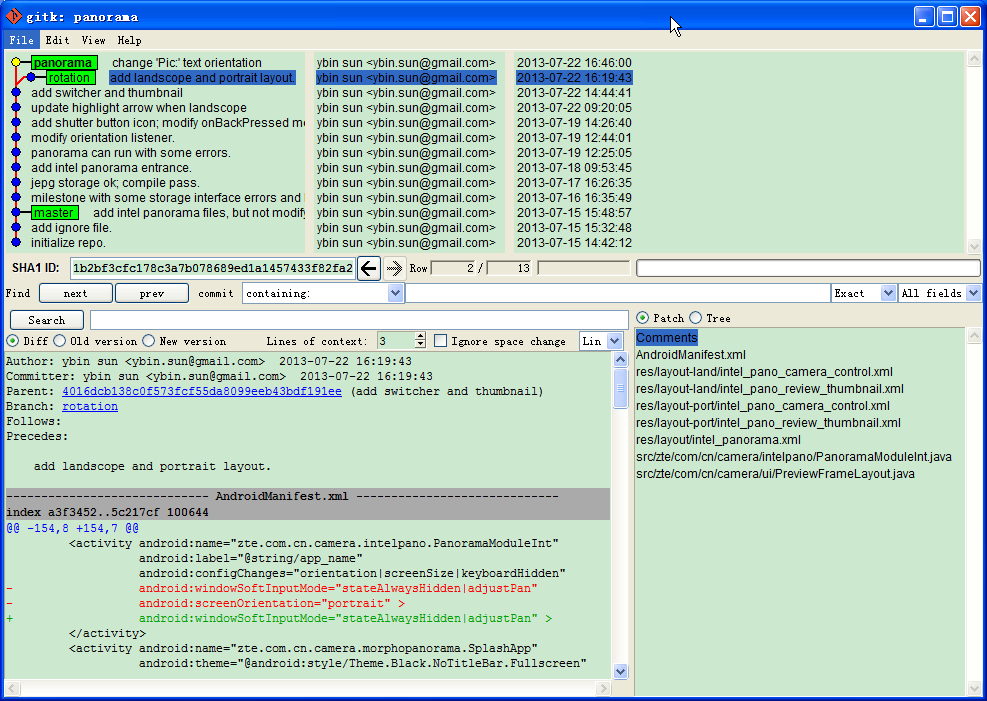 gitk: panorama
File Edit View Help
panorama change 'Pic:' text orientation ybin sun <ybin.sun@gmail.com> 2013-07-22 16:46:00
rotation add landscope and portrait layout. ybin sun <ybin.sun@gmail.com> 2013-07-22 16:19:43
add switcher and thumbnail ybin sun <ybin.sun@gmail.com> 2013-07-22 14:44:41
update highlight arrow when landscope ybin sun <ybin.sun@gmail.com> 2013-07-22 09:20:05
add shutter button icon; modify onBackPressed me ybin sun <ybin.sun@gmail.com> 2013-07-19 14:26:40
modify orientation listener. ybin sun <ybin.sun@gmail.com> 2013-07-19 12:44:01
panorama can run with some errors. ybin sun <ybin.sun@gmail.com> 2013-07-19 12:25:05
add intel panorama entrance. ybin sun <ybin.sun@gmail.com> 2013-07-18 09:53:45
jepg storage ok; compile pass. ybin sun <ybin.sun@gmail.com> 2013-07-17 16:26:35
milestone with some storage interface errors and ybin sun <ybin.sun@gmail.com> 2013-07-16 16:35:49
master add intel panorama files, but not modify ybin sun <ybin.sun@gmail.com> 2013-07-15 15:48:57
add ignore file. ybin sun <ybin.sun@gmail.com> 2013-07-15 15:32:48
initialize repo. ybin sun <ybin.sun@gmail.com> 2013-07-15 14:42:12
SHA1 ID: 1b2bf3cfc178c3a7b078689ed1a1457433f82fa2 Row 2 / 13
Find next prev commit containing: Exact All fields
Search
Patch Tree
Diff Old version New version Lines of context: 3 Ignore space change Lin
Author: ybin sun <ybin.sun@gmail.com> 2013-07-22 16:19:43
Committer: ybin sun <ybin.sun@gmail.com> 2013-07-22 16:19:43
Parent: 4016dcb138c0f573fcf55da8099eeb43bdf191ee (add switcher and thumbnail)
Branch: rotation
Follows:
Precedes:
add landscope and portrait layout.
----------------------------- AndroidManifest.xml -----------------------------
index a3f3452..5c217cf 100644
@@ -154,8 +154,7 @@
<activity android:name="zte.com.cn.camera.intelpano.PanoramaModuleInt"
android:label="@string/app_name"
android:configChanges="orientation|screenSize|keyboardHidden"
- android:windowSoftInputMode="stateAlwaysHidden|adjustPan"
- android:screenOrientation="portrait" >
+ android:windowSoftInputMode="stateAlwaysHidden|adjustPan" >
</activity>
<activity android:name="zte.com.cn.camera.morphopanorama.SplashApp"
android:theme="@android:style/Theme.Black.NoTitleBar.Fullscreen"
Comments
AndroidManifest.xml
res/layout-land/intel_pano_camera_control.xml
res/layout-land/intel_pano_review_thumbnail.xml
res/layout-port/intel_pano_camera_control.xml
res/layout-port/intel_pano_review_thumbnail.xml
res/layout/intel_panorama.xml
src/zte/com/cn/camera/intelpano/PanoramaModuleInt.java
src/zte/com/cn/camera/ui/PreviewFrameLayout.java